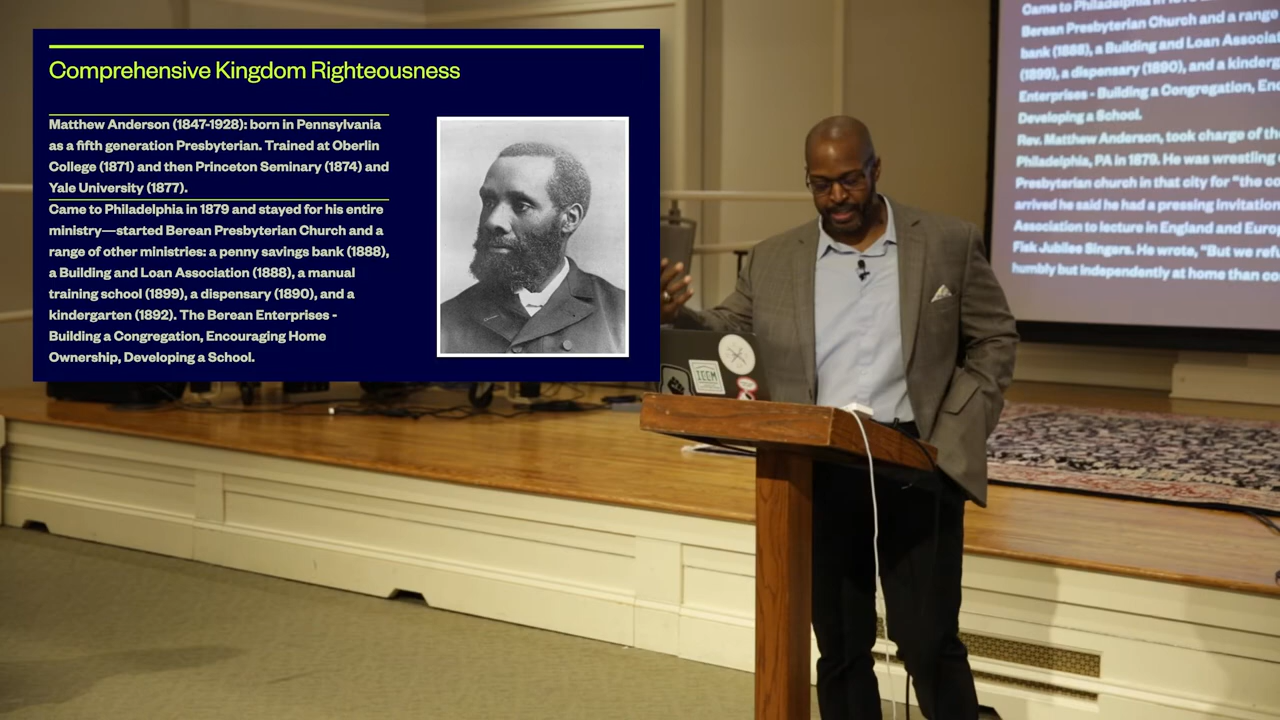 Comprehensive Kingdom Righteousness
Matthew Anderson (1847-1928): born in Pennsylvania
as a fifth generation Presbyterian. Trained at Oberlin
College (1871) and then Princeton Seminary (1874) and
Yale University (1877).
Came to Philadelphia in 1879 and stayed for his entire
ministry—started Berean Presbyterian Church and a
range of other ministries: a penny savings bank (1888),
a Building and Loan Association (1888), a manual
training school (1899), a dispensary (1890), and a
kindergarten (1892). The Berean Enterprises -
Building a Congregation, Encouraging Home
Ownership, Developing a School.
Came to Philadelphia in
Berean Presbyterian Church and a range
bank (1888), a Building and Loan Associat
(1899), a dispensary (1890), and a kinderg
Enterprises - Building a Congregation, Enc
Developing a School.
Rev. Matthew Anderson, took charge of th
Philadelphia, PA in 1879. He was wrestling
Presbyterian church in that city for "the co
arrived he said he had a pressing invitation
Association to lecture in England and Euro
Fisk Jubilee Singers. He wrote, "But we ref
humbly but independently at home than co